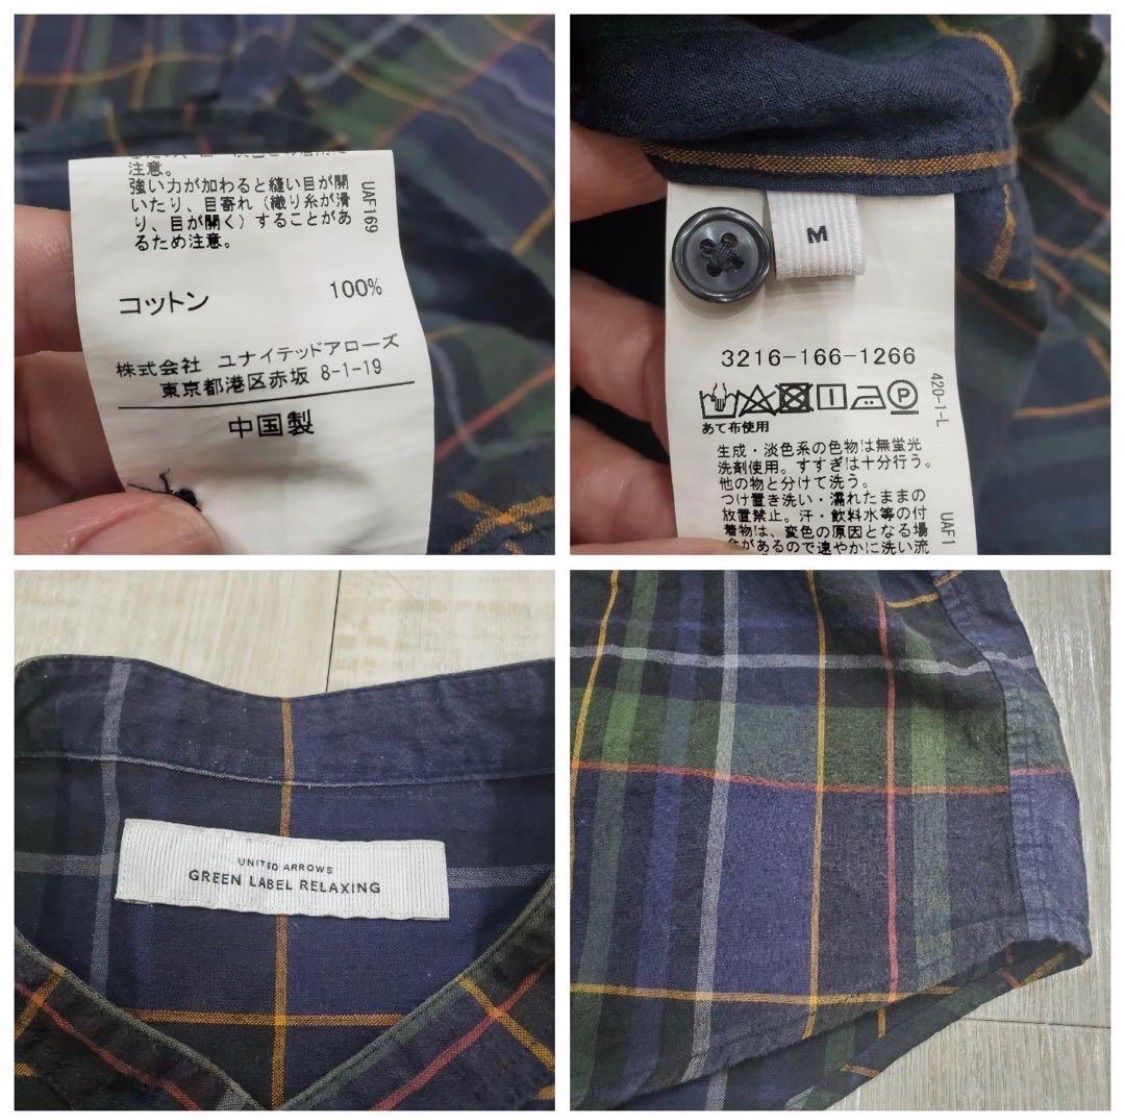 注意。
強い力が加わると縫い目が開
いたり、目寄れ（織り糸が滑
り、目が開く）することがあ
るため注意。
UAF169
コットン 100%
株式会社 ユナイテッドアローズ
東京都港区赤坂 8-1-19
中国製
M
3216-166-1266
420-1-L
あて布使用
生成・淡色系の色物は無蛍光
洗剤使用。すすぎは十分行う。
他の物と分けて洗う。
つけ置き洗い・濡れたままの
放置禁止。汗・飲料水等の付
着物は、変色の原因となる場
合があるので速やかに洗い流
UAF1
UNITED ARROWS
GREEN LABEL RELAXING